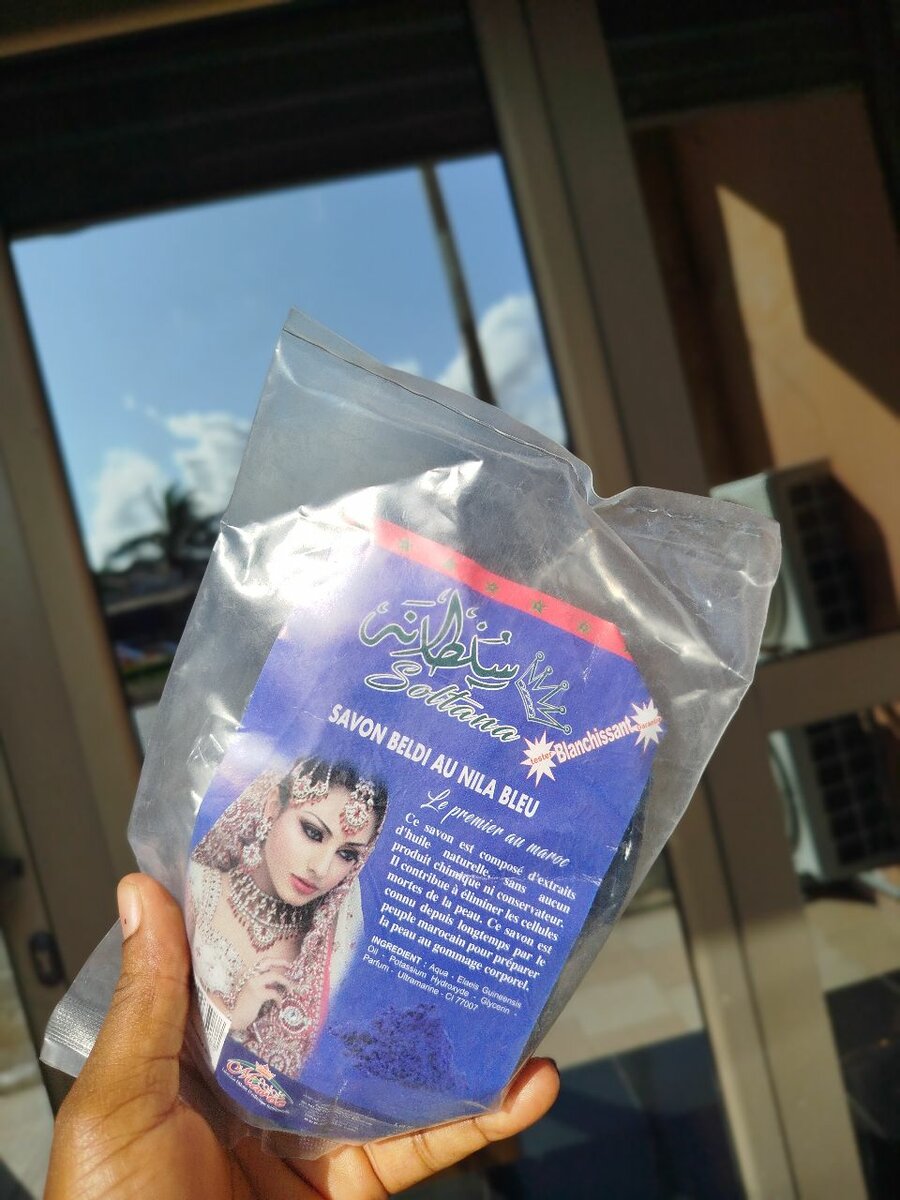 سُلطانة
Soltana
Tester Blanchissant Garantie
SAVON BELDI AU NILA BLEU
Le premier au maroc
Ce savon est composé d'extraits
d'huile naturelle, sans aucun
produit chimique ni conservateur.
Il contribue à éliminer les cellules
mortes de la peau. Ce savon est
connu depuis longtemps par le
peuple marocain pour préparer
la peau au gommage corporel.
INGREDIENT : Aqua - Elaeis Guineensis
Oil - Potassium Hydroxyde - Glycerin -
Parfum - Ultramarine - CI 77007